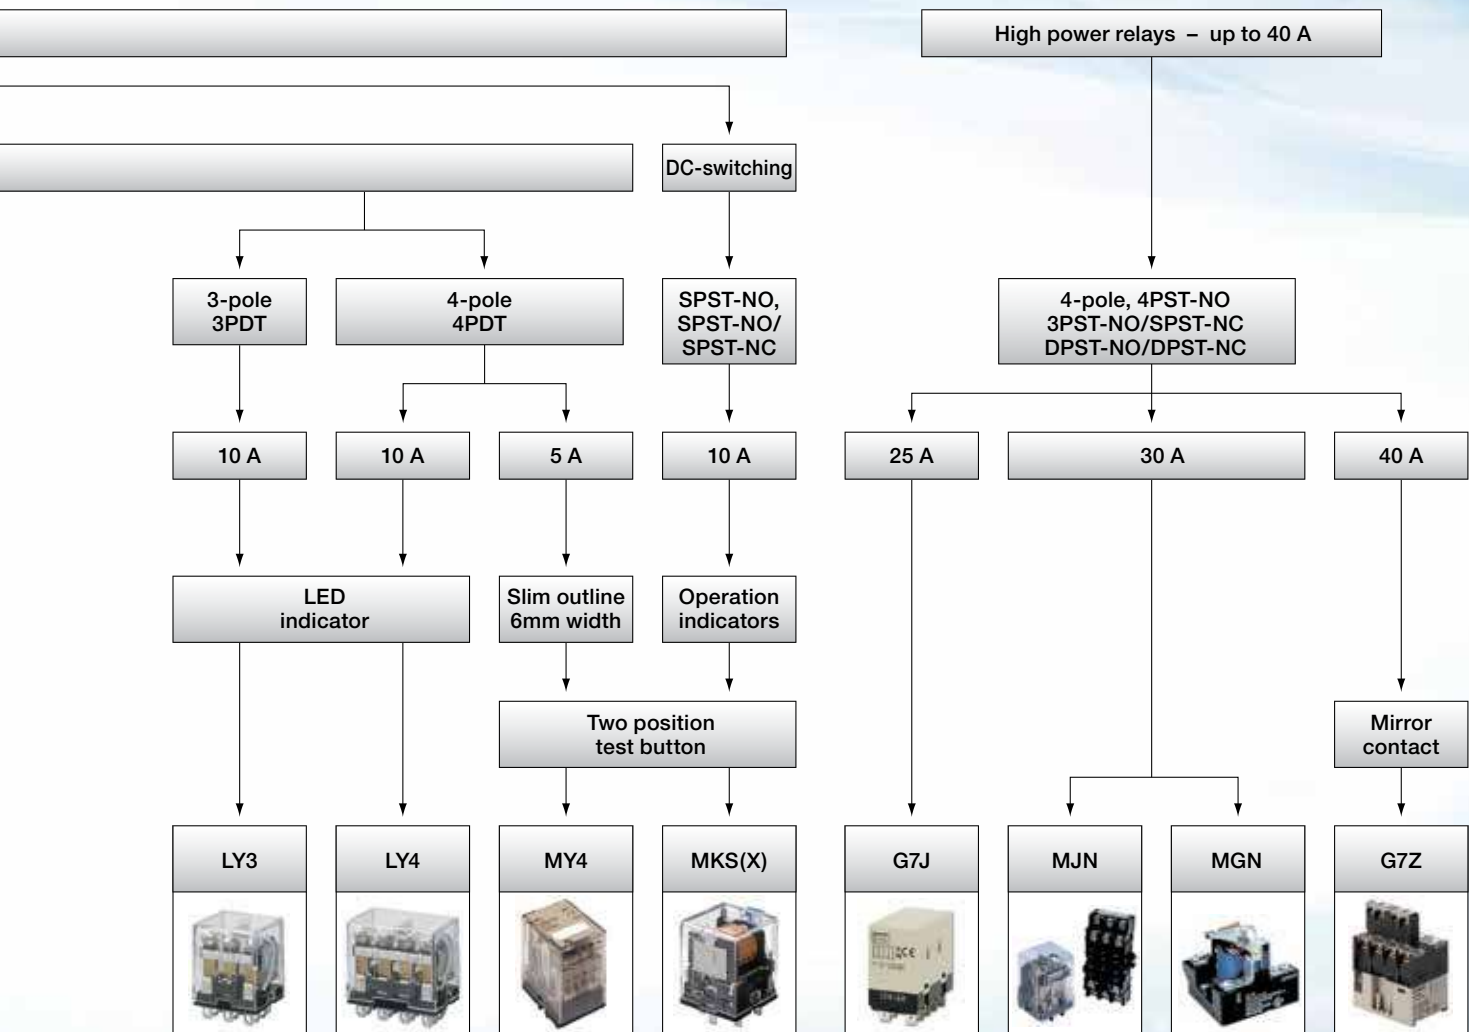 High power relays – up to 40 A
DC-switching
3-pole
3PDT
4-pole
4PDT
SPST-NO,
SPST-NO/
SPST-NC
4-pole, 4PST-NO
3PST-NO/SPST-NC
DPST-NO/DPST-NC
10 A
10 A
5 A
10 A
25 A
30 A
40 A
LED
indicator
Slim outline
6mm width
Operation
indicators
Two position
test button
Mirror
contact
LY3
LY4
MY4
MKS(X)
G7J
MJN
MGN
G7Z